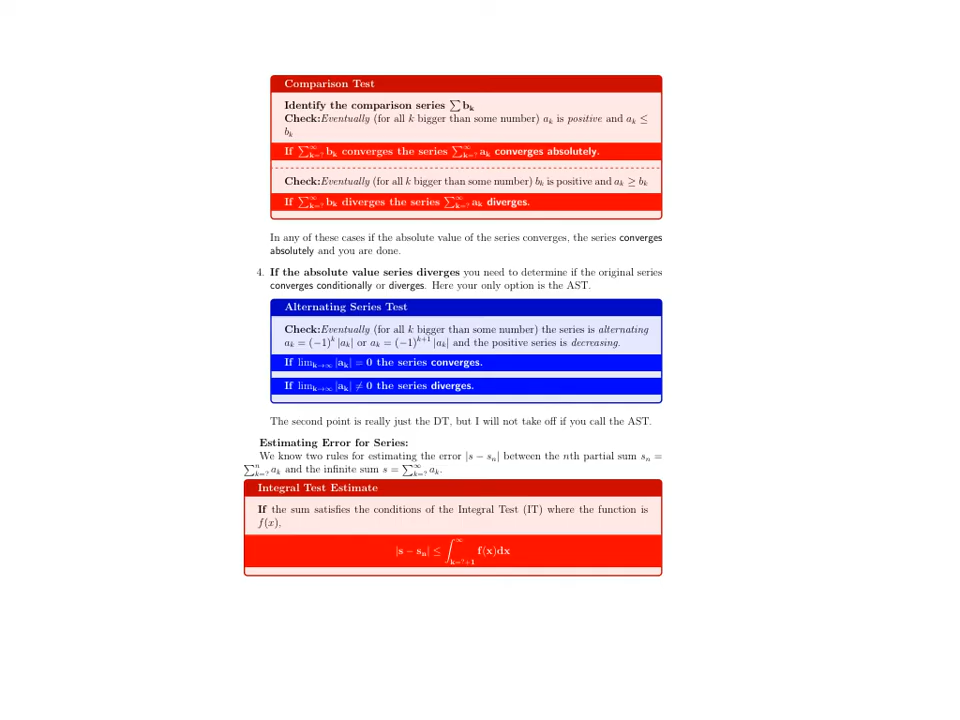 Comparison Test
Identify the comparison series ∑ b_k
Check:Eventually (for all k bigger than some number) a_k is positive and a_k ≤
b_k
If ∑_{k=?}^∞ b_k converges the series ∑_{k=?}^∞ a_k converges absolutely.
Check:Eventually (for all k bigger than some number) b_k is positive and a_k ≥ b_k
If ∑_{k=?}^∞ b_k diverges the series ∑_{k=?}^∞ a_k diverges.
In any of these cases if the absolute value of the series converges, the series converges
absolutely and you are done.
4. If the absolute value series diverges you need to determine if the original series
converges conditionally or diverges. Here your only option is the AST.
Alternating Series Test
Check:Eventually (for all k bigger than some number) the series is alternating
a_k = (−1)^k |a_k| or a_k = (−1)^{k+1} |a_k| and the positive series is decreasing.
If lim_{k→∞} |a_k| = 0 the series converges.
If lim_{k→∞} |a_k| ≠ 0 the series diverges.
The second point is really just the DT, but I will not take off if you call the AST.
Estimating Error for Series:
We know two rules for estimating the error |s − s_n| between the nth partial sum s_n =
∑_{k=?}^n a_k and the infinite sum s = ∑_{k=?}^∞ a_k.
Integral Test Estimate
If the sum satisfies the conditions of the Integral Test (IT) where the function is
f(x),
|s − s_n| ≤ ∫_{k=?+1}^∞ f(x)dx